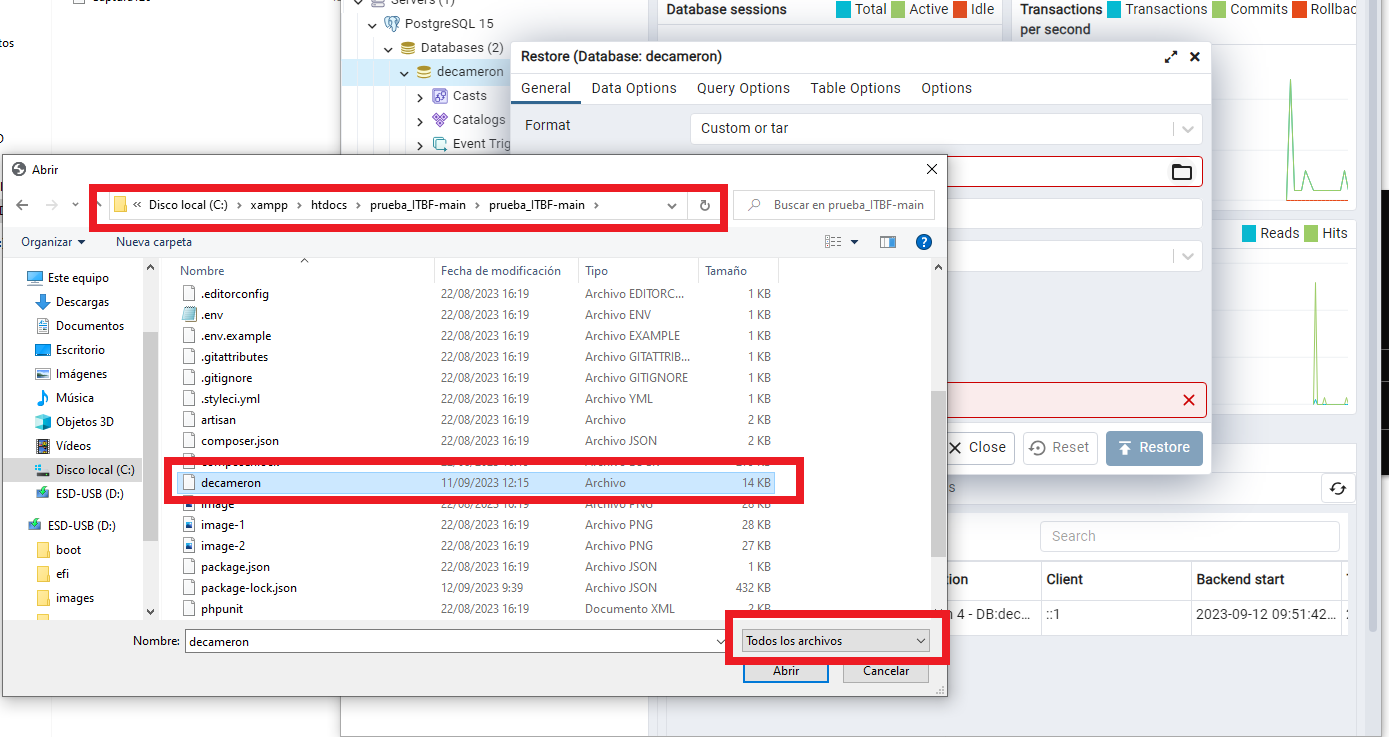 Servers (1)
PostgreSQL 15
Databases (2)
decameron
Casts
Catalogs
Event Trig
Database sessions
Total Active Idle
Transactions per second
Transactions Commits Rollbac
Restore (Database: decameron)
General Data Options Query Options Table Options Options
Format
Custom or tar
Reads Hits
Close Reset Restore
Search
Client
Backend start
4 - DB:dec...
::1
2023-09-12 09:51:42...
Abrir
« Disco local (C:) › xampp › htdocs › prueba_ITBF-main › prueba_ITBF-main ›
Buscar en prueba_ITBF-main
Organizar
Nueva carpeta
Este equipo
Descargas
Documentos
Escritorio
Imágenes
Música
Objetos 3D
Vídeos
Disco local (C:)
ESD-USB (D:)
ESD-USB (D:)
boot
efi
images
Nombre Fecha de modificación Tipo Tamaño
.editorconfig 22/08/2023 16:19 Archivo EDITORC... 1 KB
.env 22/08/2023 16:19 Archivo ENV 1 KB
.env.example 22/08/2023 16:19 Archivo EXAMPLE 1 KB
.gitattributes 22/08/2023 16:19 Archivo GITATTRIB... 1 KB
.gitignore 22/08/2023 16:19 Archivo GITIGNORE 1 KB
.styleci.yml 22/08/2023 16:19 Archivo YML 1 KB
artisan 22/08/2023 16:19 Archivo 2 KB
composer.json 22/08/2023 16:19 Archivo JSON 2 KB
decameron 11/09/2023 12:15 Archivo 14 KB
image 22/08/2023 16:19 Archivo PNG 28 KB
image-1 22/08/2023 16:19 Archivo PNG 28 KB
image-2 22/08/2023 16:19 Archivo PNG 27 KB
package.json 22/08/2023 16:19 Archivo JSON 1 KB
package-lock.json 12/09/2023 9:39 Archivo JSON 432 KB
phpunit 22/08/2023 16:19 Documento XML 2 KB
Nombre: decameron
Todos los archivos
Abrir
Cancelar